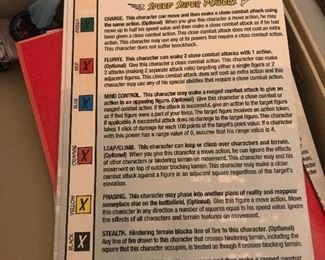 SPEED SUPER POWERS
GREEN
CHARGE. This character can move and then make a close combat attack using
the same action. (Optional) When you give this character a move action, he may
move up to half his speed value and then make a close combat attack as if he had
been given a close combat action. This close combat attack does not cost an extra
action. This character can not use this power with any other powers.
This character does not suffer knockback.
RED
X
FLURRY. This character can make 2 close combat attacks with 1 action.
(Optional) Give this character a close combat action. This character can make 2
attacks (making 2 separate attack rolls) targeting either a single figure or 2
adjacent figures. This close combat does not cost an extra action and this
character may use any of his special abilities that require a close combat action.
BLUE
X
MIND CONTROL. This character may make a ranged combat attack to give an
action to an opposing figure. (Optional) Give this character a close combat or
ranged combat action. If the attack is successful, give an action to the target figure
as if that figure were a part of your force. The target figure receives an action token,
if applicable. A successful attack does no damage to the target figure. This attacker
takes 1 click of damage for each 100 points of the target's point value. If a character
with this power has a range value of 0, assume that his range value is 4.
ORANGE
X
LEAP/CLIMB. This character can leap or climb over characters and terrain.
(Optional) When you give this character a move action he ignores the effects
of other characters and hindering terrain on movement. He may end his
movement on top of outdoor blocking terrain. This character may make a close
combat attack against a figure in an adjacent square regardless of the target's
elevation.
YELLOW
X
PHASING. This character may phase into another plane of reality and reappear
someplace else on the battlefield. (Optional) Give this figure a move action. Move
this character in any direction a number of squares equal to his speed value. Ignore
the effects of all characters and terrain features on movement.
BLACK
X
STEALTH. Hindering terrain blocks line of fire to this character. (Optional)
Any line of fire drawn to this character that crosses hindering terrain, including the
square that this character occupies, is treated as though it crosses blocking terrain.